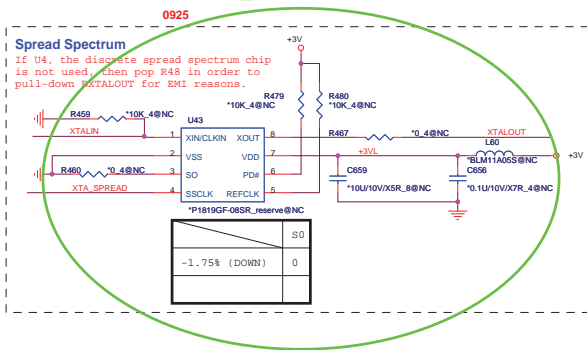 0925
Spread Spectrum
If U4, the discrete spread spectrum chip
is not used, then pop R48 in order to
pull-down EXTALOUT for EMI reasons.
+3V
R479
*10K_4@NC
R480
*10K_4@NC
R459
*10K_4@NC
U43
XTALIN
1
XIN/CLKIN
XOUT
8
R467
*0_4@NC
XTALOUT
2
VSS
VDD
7
+3VL
L60
*BLM11A05S@NC
+3V
R460
*0_4@NC
3
SO
PD#
6
C659
*10U/10V/X5R_8@NC
C656
*0.1U/10V/X7R_4@NC
XTA_SPREAD
4
SSCLK
REFCLK
5
*P1819GF-08SR_reserve@NC
S0
-1.75% (DOWN)
0